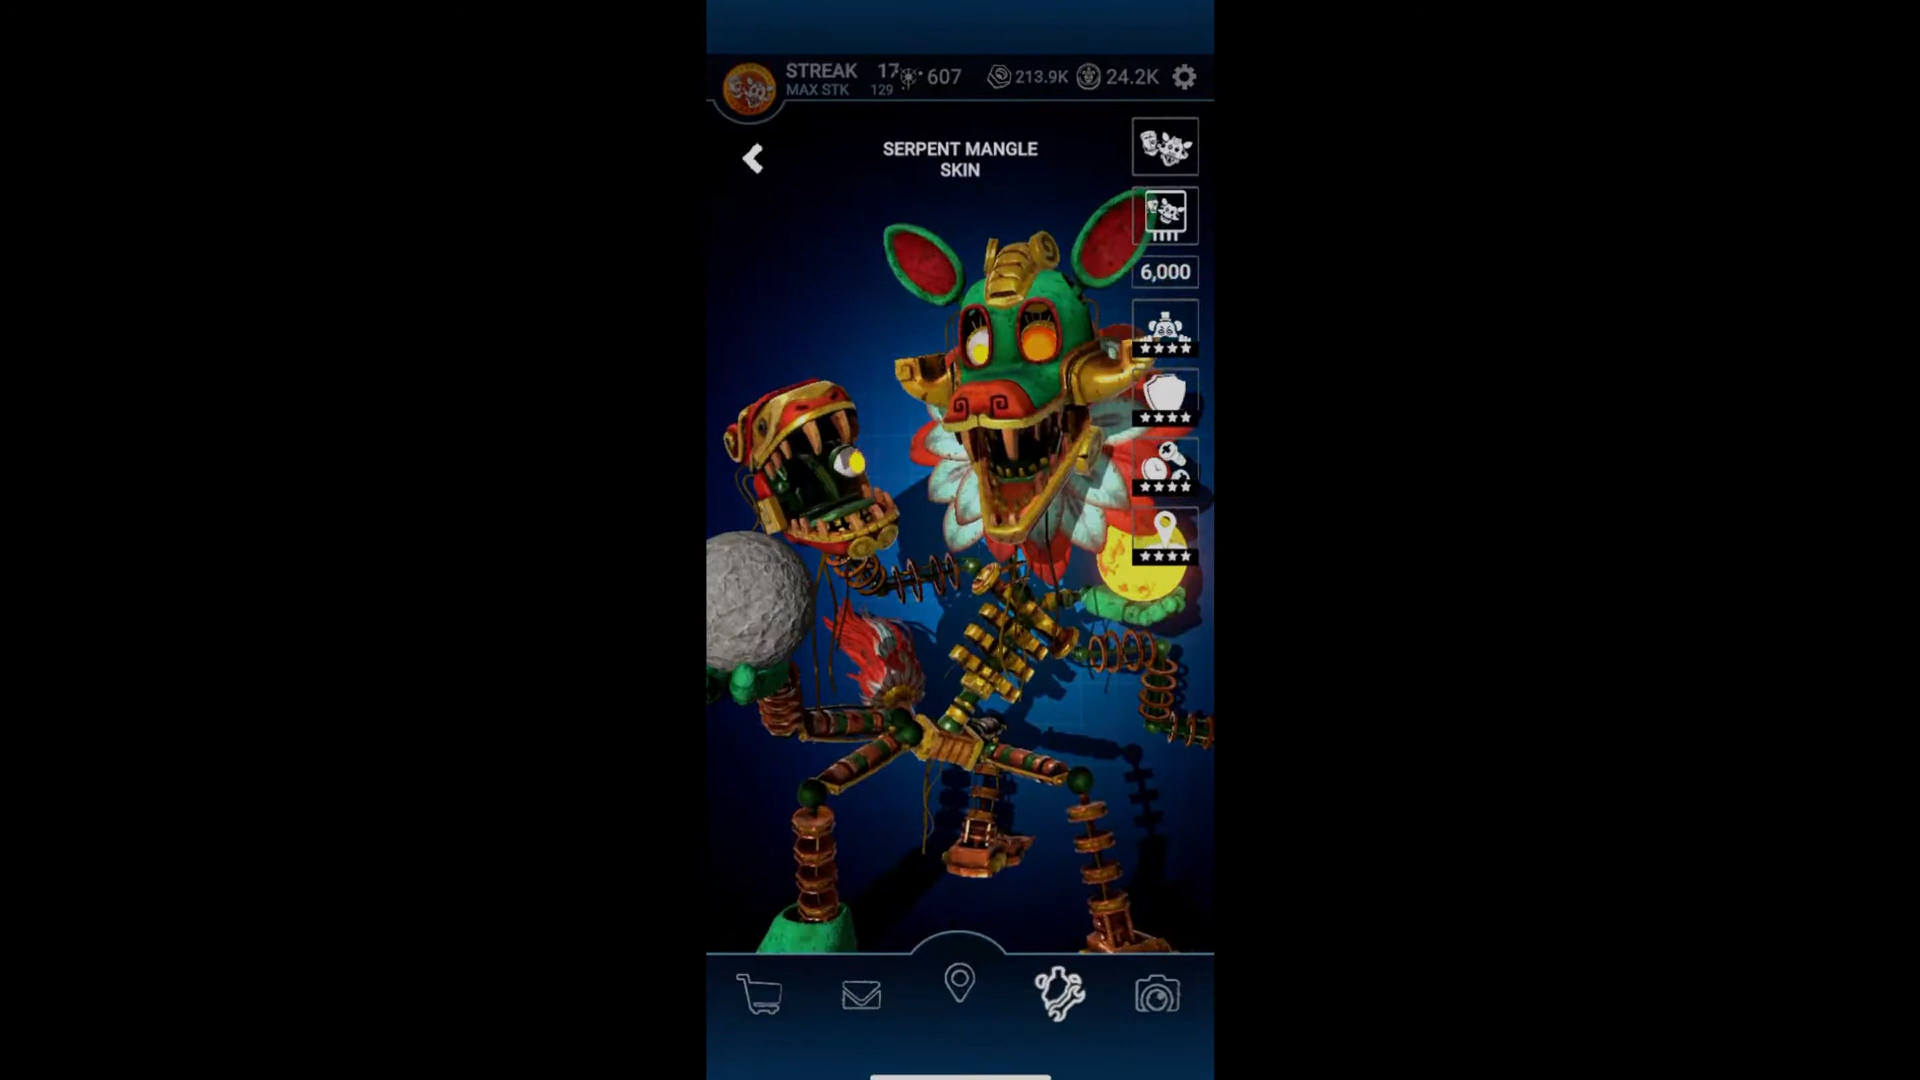 STREAK 17 607 213.9K 24.2K
MAX STK 129
SERPENT MANGLE
SKIN
6,000